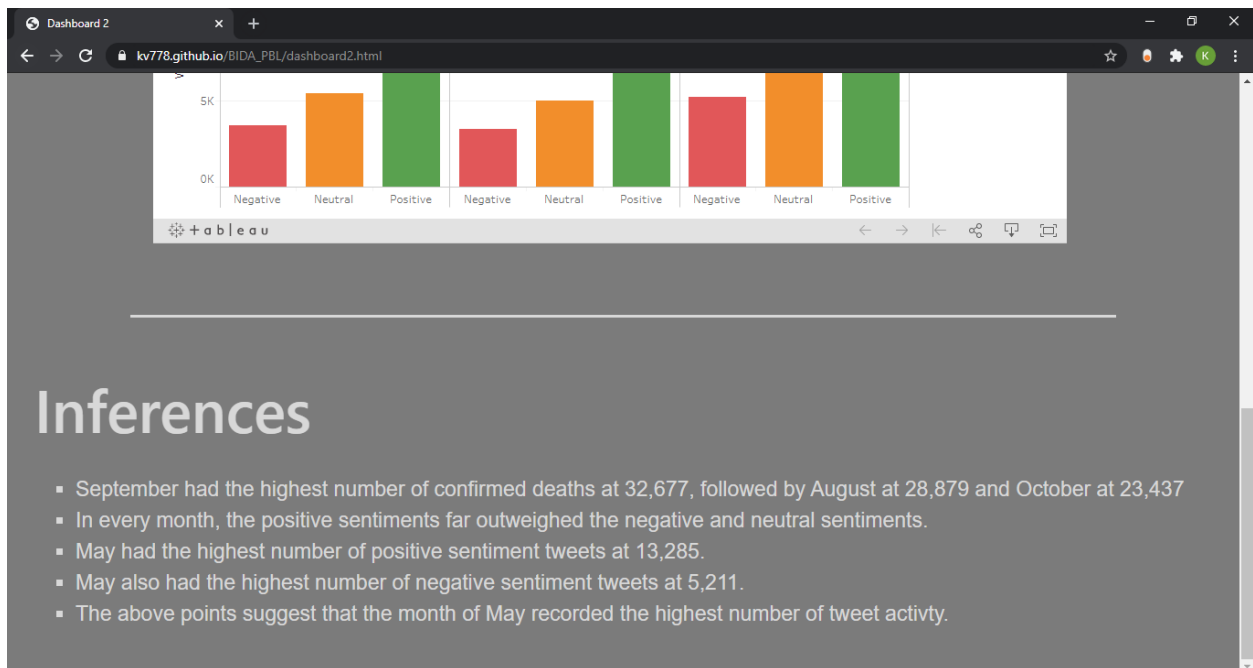 Dashboard 2
kv778.github.io/BIDA_PBL/dashboard2.html
K
5K
0K
Negative Neutral Positive Negative Neutral Positive Negative Neutral Positive
+ableau
Inferences
September had the highest number of confirmed deaths at 32,677, followed by August at 28,879 and October at 23,437
In every month, the positive sentiments far outweighed the negative and neutral sentiments.
May had the highest number of positive sentiment tweets at 13,285.
May also had the highest number of negative sentiment tweets at 5,211.
The above points suggest that the month of May recorded the highest number of tweet activty.